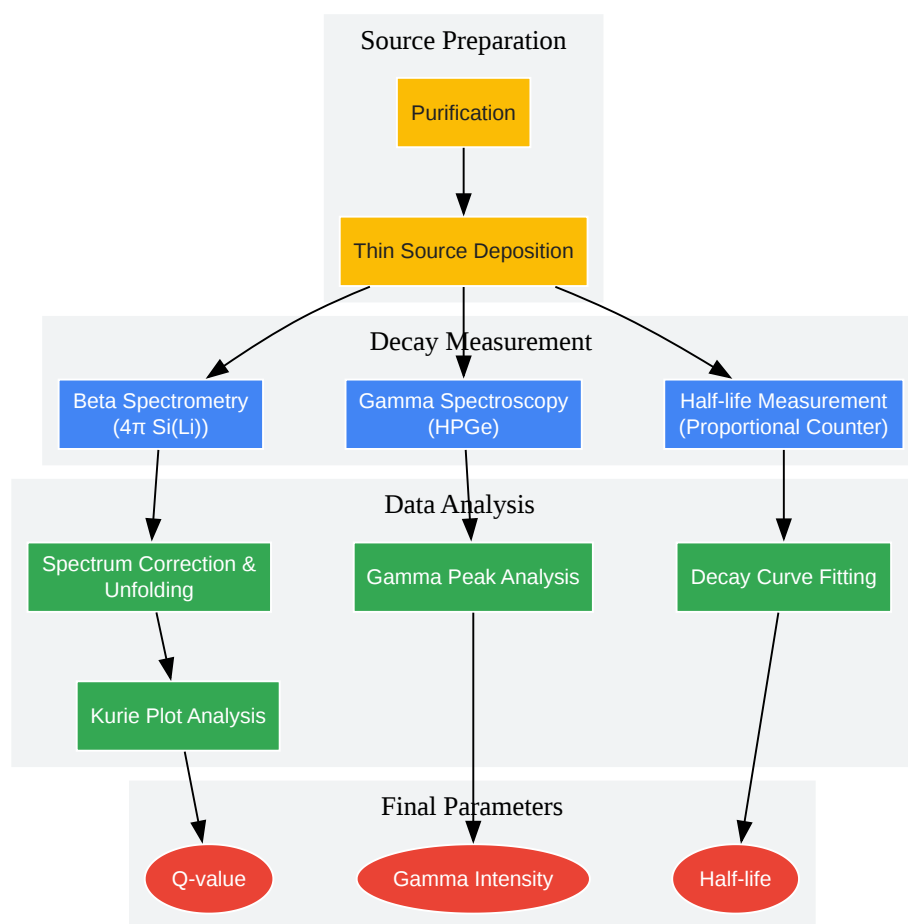 Source Preparation
Purification
Thin Source Deposition
Decay Measurement
Beta Spectrometry
(4π Si(Li))
Gamma Spectroscopy
(HPGe)
Half-life Measurement
(Proportional Counter)
Data Analysis
Spectrum Correction &
Unfolding
Gamma Peak Analysis
Decay Curve Fitting
Kurie Plot Analysis
Final Parameters
Q-value
Gamma Intensity
Half-life